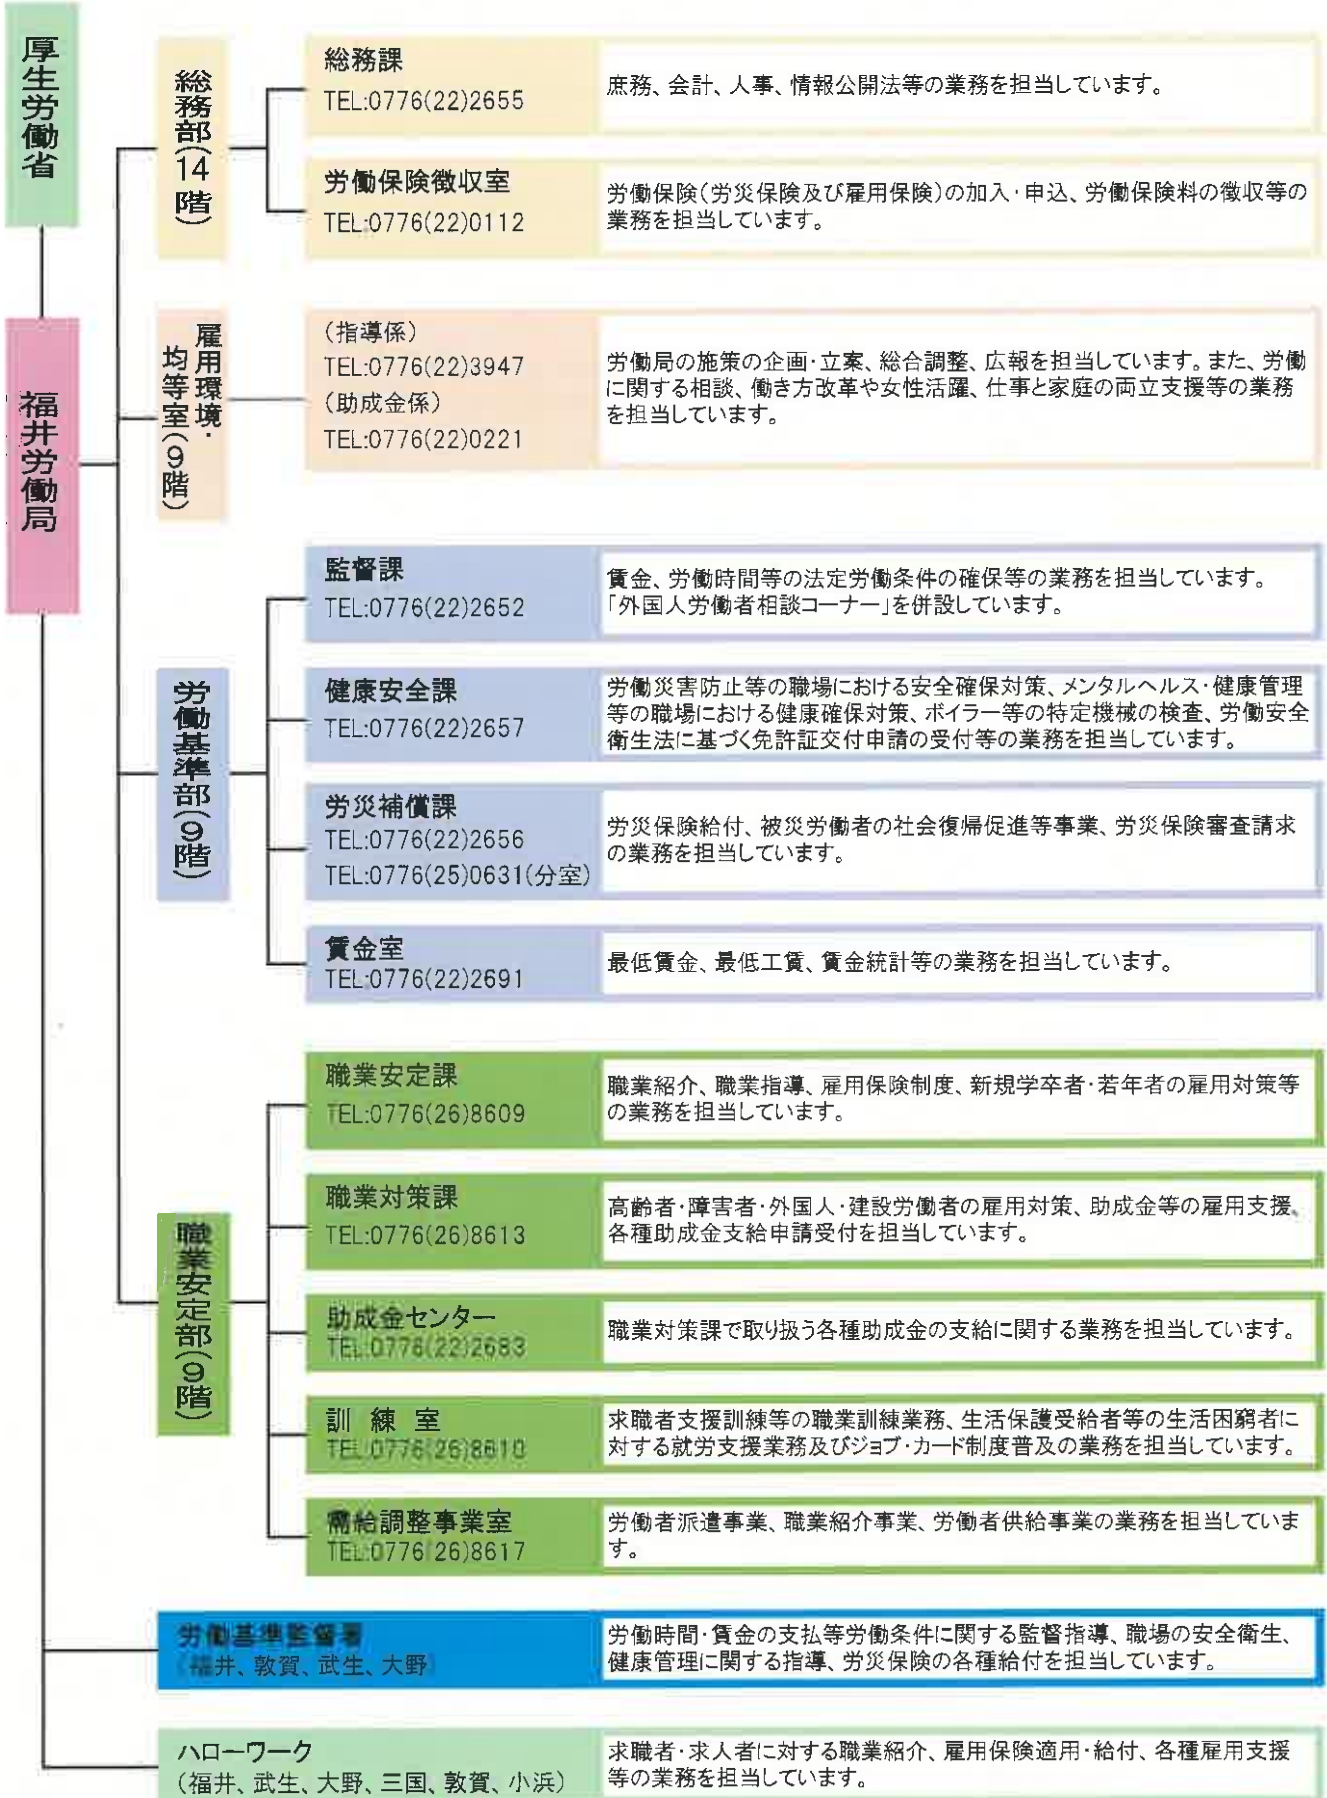 厚生労働省
福井労働局
総務部(14階)
総務課
TEL:0776(22)2655
庶務、会計、人事、情報公開法等の業務を担当しています。
労働保険徴収室
TEL:0776(22)0112
労働保険(労災保険及び雇用保険)の加入・申込、労働保険料の徴収等の
業務を担当しています。
雇用環境・
均等室(9階)
(指導係)
TEL:0776(22)3947
(助成金係)
TEL:0776(22)0221
労働局の施策の企画・立案、総合調整、広報を担当しています。また、労働
に関する相談、働き方改革や女性活躍、仕事と家庭の両立支援等の業務
を担当しています。
労働基準部(9階)
監督課
TEL:0776(22)2652
賃金、労働時間等の法定労働条件の確保等の業務を担当しています。
「外国人労働者相談コーナー」を併設しています。
健康安全課
TEL:0776(22)2657
労働災害防止等の職場における安全確保対策、メンタルヘルス・健康管理
等の職場における健康確保対策、ボイラー等の特定機械の検査、労働安全
衛生法に基づく免許証交付申請の受付等の業務を担当しています。
労災補償課
TEL:0776(22)2656
TEL:0776(25)0631(分室)
労災保険給付、被災労働者の社会復帰促進等事業、労災保険審査請求
の業務を担当しています。
賃金室
TEL:0776(22)2691
最低賃金、最低工賃、賃金統計等の業務を担当しています。
職業安定部(9階)
職業安定課
TEL:0776(26)8609
職業紹介、職業指導、雇用保険制度、新規学卒者・若年者の雇用対策等
の業務を担当しています。
職業対策課
TEL:0776(26)8613
高齢者・障害者・外国人・建設労働者の雇用対策、助成金等の雇用支援、
各種助成金支給申請受付を担当しています。
助成金センター
TEL:0776(22)2683
職業対策課で取り扱う各種助成金の支給に関する業務を担当しています。
訓 練 室
TEL:0776(26)8610
求職者支援訓練等の職業訓練業務、生活保護受給者等の生活困窮者に
対する就労支援業務及びジョブ・カード制度普及の業務を担当しています。
需給調整事業室
TEL:0776(26)8617
労働者派遣事業、職業紹介事業、労働者供給事業の業務を担当していま
す。
労働基準監督署
(福井、敦賀、武生、大野)
労働時間・賃金の支払等労働条件に関する監督指導、職場の安全衛生、
健康管理に関する指導、労災保険の各種給付を担当しています。
ハローワーク
(福井、武生、大野、三国、敦賀、小浜)
求職者・求人者に対する職業紹介、雇用保険適用・給付、各種雇用支援
等の業務を担当しています。